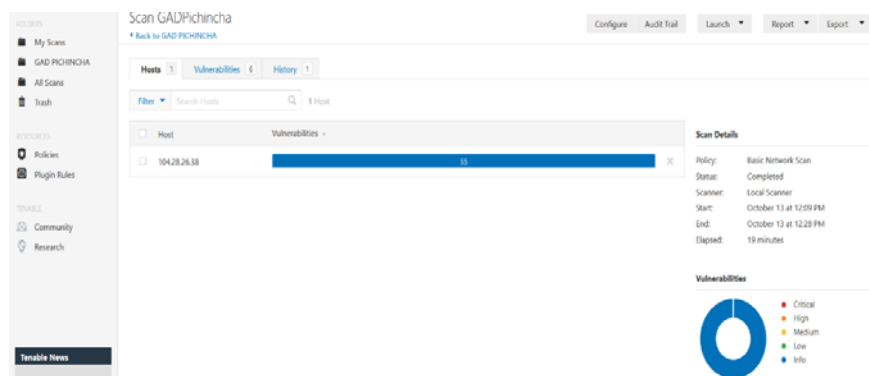 FOLDERS
My Scans
GAD PICHINCHA
All Scans
Trash
RESOURCES
Policies
Plugin Rules
TENABLE
Community
Research
Tenable News
Scan GADPichincha
Back to GAD PICHINCHA
Configure Audit Trail Launch Report Export
Hosts 1 Vulnerabilities 6 History 1
Filter Search Hosts 1 Host
Host Vulnerabilities
104.28.26.38 55
Scan Details
Policy: Basic Network Scan
Status: Completed
Scanner: Local Scanner
Start: October 13 at 12:09 PM
End: October 13 at 12:28 PM
Elapsed: 19 minutes
Vulnerabilities
Critical
High
Medium
Low
Info